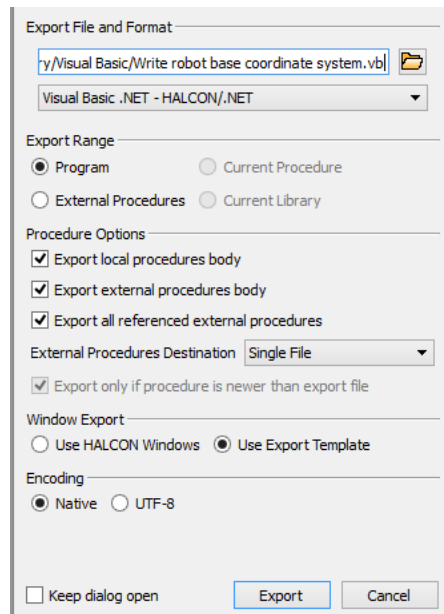 Export File and Format
ry/Visual Basic/Write robot base coordinate system.vb
Visual Basic .NET - HALCON/.NET
Export Range
Program Current Procedure
External Procedures Current Library
Procedure Options
Export local procedures body
Export external procedures body
Export all referenced external procedures
External Procedures Destination Single File
Export only if procedure is newer than export file
Window Export
Use HALCON Windows Use Export Template
Encoding
Native UTF-8
Keep dialog open Export Cancel